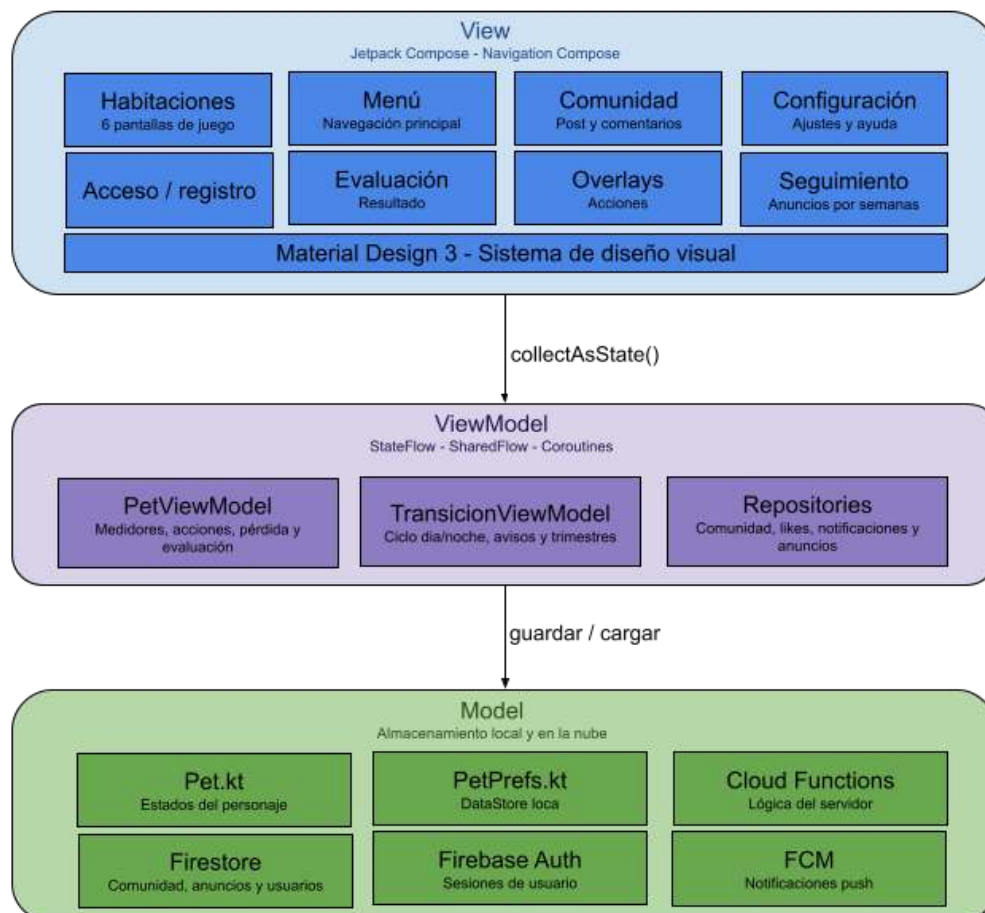 View
Jetpack Compose - Navigation Compose
Habitaciones
6 pantallas de juego
Menú
Navegación principal
Comunidad
Post y comentarios
Configuración
Ajustes y ayuda
Acceso / registro
Evaluación
Resultado
Overlays
Acciones
Seguimiento
Anuncios por semanas
Material Design 3 - Sistema de diseño visual
collectAsState()
ViewModel
StateFlow - SharedFlow - Coroutines
PetViewModel
Medidores, acciones, pérdida y
evaluación
TransicionViewModel
Ciclo dia/noche, avisos y trimestres
Repositories
Comunidad, likes, notificaciones y
anuncios
guardar / cargar
Model
Almacenamiento local y en la nube
Pet.kt
Estados del personaje
PetPrefs.kt
DataStore loca
Cloud Functions
Lógica del servidor
Firestore
Comunidad, anuncios y usuarios
Firebase Auth
Sesiones de usuario
FCM
Notificaciones push